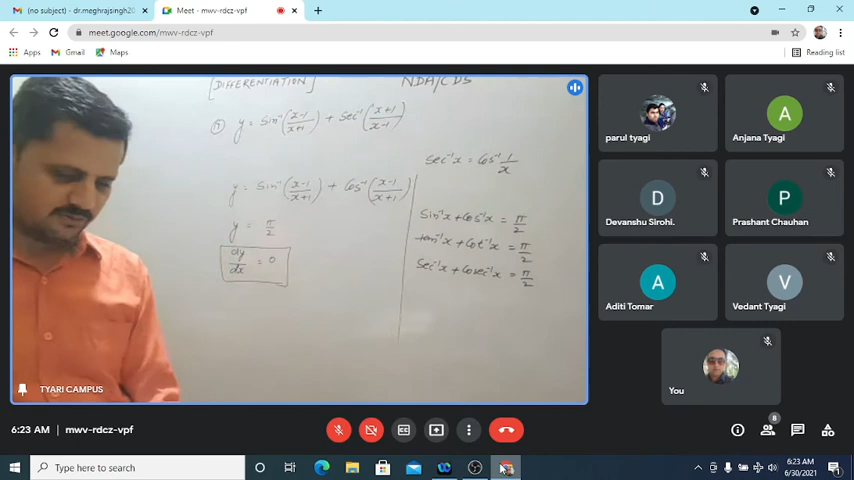 (no subject) - dr.meghrajsingh20
Meet - mwv-rdcz-vpf
meet.google.com/mwv-rdcz-vpf
Apps
Gmail
Maps
Reading list
[DIFFERENTIATION]
NDA/CDS
y = Sin⁻¹(x-1/x+1) + Sec⁻¹(x+1/x-1)
Sec⁻¹x = Cos⁻¹ 1/x
y = Sin⁻¹(x-1/x+1) + Cos⁻¹(x-1/x+1)
Sin⁻¹x + Cos⁻¹x = π/2
y = π/2
tan⁻¹x + Cot⁻¹x = π/2
dy/dx = 0
Sec⁻¹x + Cosec⁻¹x = π/2
TYARI CAMPUS
parul tyagi
A
Anjana Tyagi
D
Devanshu Sirohi.
P
Prashant Chauhan
A
Aditi Tomar
V
Vedant Tyagi
You
6:23 AM | mwv-rdcz-vpf
8
Type here to search
6:23 AM
6/30/2021